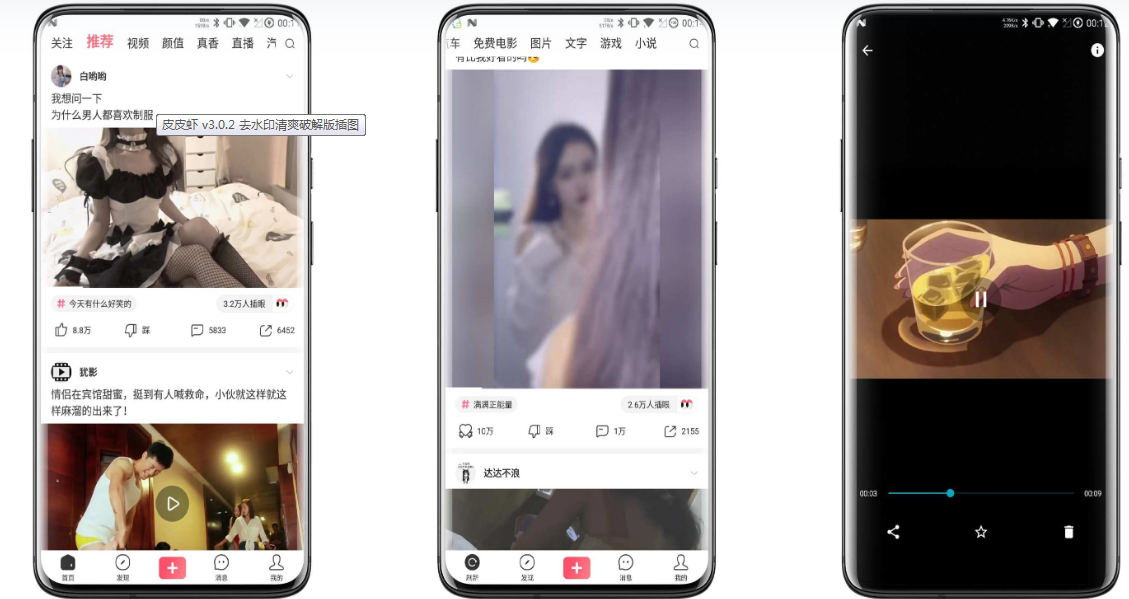 00:1
关注 推荐 视频 颜值 真香 直播 汽
白哟哟
我想问一下
为什么男人都喜欢制服
皮皮虾 v3.0.2 去水印清爽破解版插图
# 今天有什么好笑的
3.2万人插眼
8.8万 踩 5833 6452
犹影
情侣在宾馆甜蜜，挺到有人喊救命，小伙就这样就这
样麻溜的出来了！
首页 发现 消息 我的
00:1
车 免费电影 图片 文字 游戏 小说
有比我好看的吗
# 满满正能量
2.6万人插眼
10万 踩 1万 2155
达达不浪
刷新 发现 消息 我的
00:1
00:03 00:09